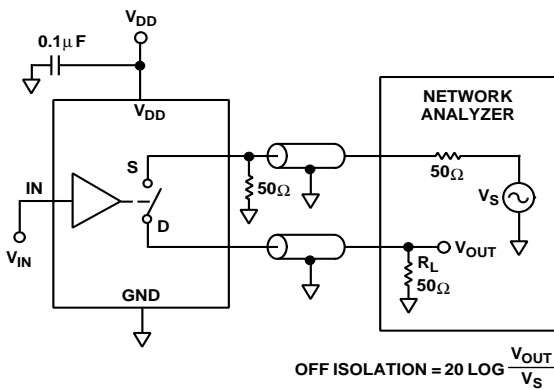 V_DD
0.1µF
V_DD
NETWORK
ANALYZER
S
50Ω
50Ω
V_S
IN
D
V_OUT
R_L
50Ω
V_IN
GND
OFF ISOLATION = 20 LOG V_OUT / V_S